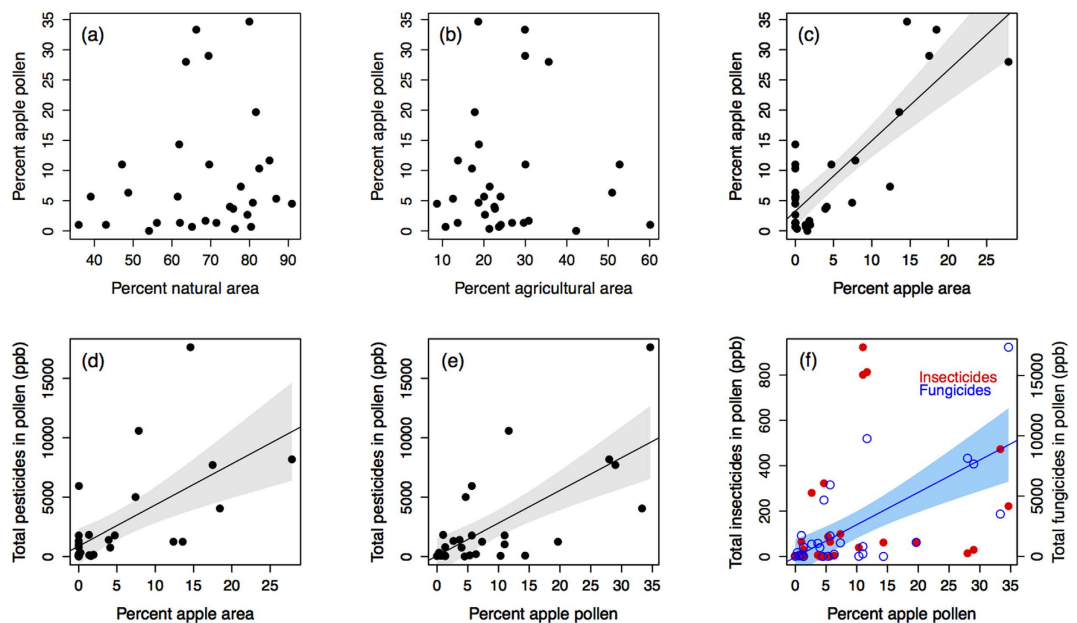 (a)
Percent apple pollen
0 5 10 15 20 25 30 35
40 50 60 70 80 90
Percent natural area
(b)
Percent apple pollen
0 5 10 15 20 25 30 35
10 20 30 40 50 60
Percent agricultural area
(c)
Percent apple pollen
0 5 10 15 20 25 30 35
0 5 10 15 20 25
Percent apple area
(d)
Total pesticides in pollen (ppb)
0 5000 10000 15000
0 5 10 15 20 25
Percent apple area
(e)
Total pesticides in pollen (ppb)
0 5000 10000 15000
0 5 10 15 20 25 30 35
Percent apple pollen
(f)
Insecticides
Fungicides
Total insecticides in pollen (ppb)
0 200 400 600 800
Total fungicides in pollen (ppb)
0 5000 10000 15000
0 5 10 15 20 25 30 35
Percent apple pollen